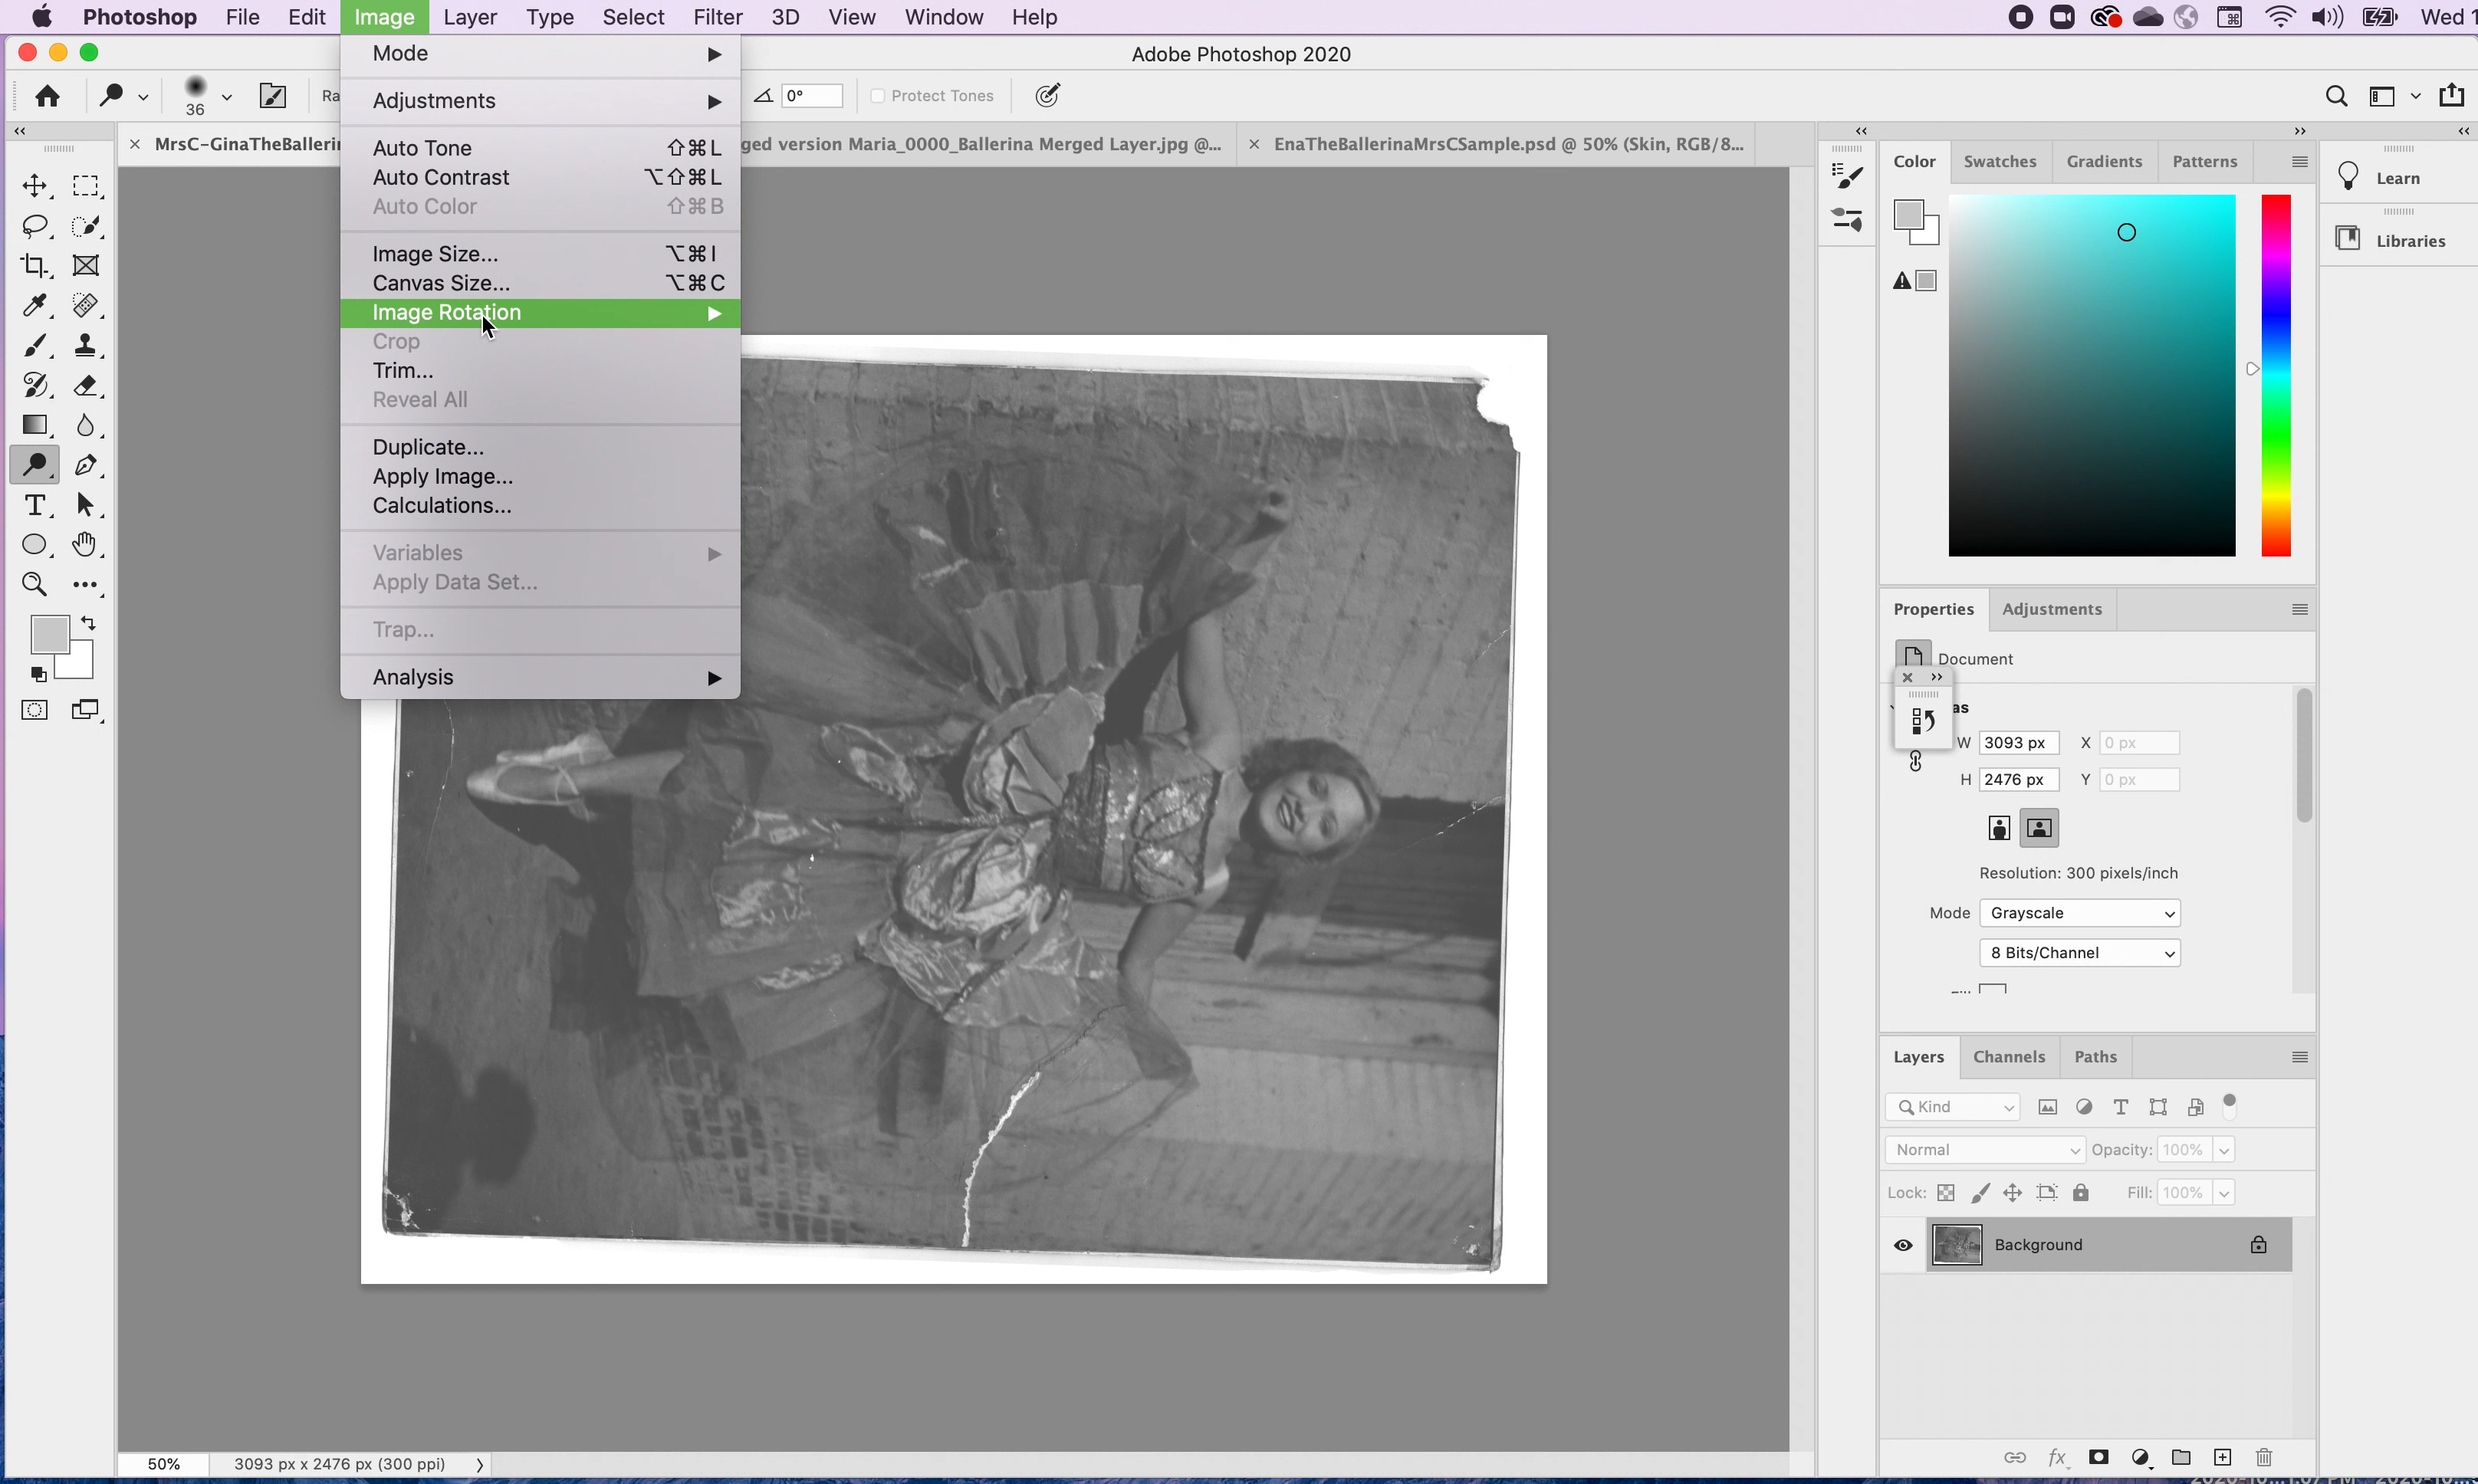 Photoshop File Edit Image Layer Type Select Filter 3D View Window Help Wed 1
Adobe Photoshop 2020
36 Ra 0° Protect Tones
MrsC-GinaTheBallerin ged version Maria_0000_Ballerina Merged Layer.jpg @... EnaTheBallerinaMrsCSample.psd @ 50% (Skin, RGB/8...
Mode
Adjustments
Auto Tone ⇧⌘L
Auto Contrast ⌥⇧⌘L
Auto Color ⇧⌘B
Image Size... ⌥⌘I
Canvas Size... ⌥⌘C
Image Rotation
Crop
Trim...
Reveal All
Duplicate...
Apply Image...
Calculations...
Variables
Apply Data Set...
Trap...
Analysis
Color Swatches Gradients Patterns
Learn
Libraries
Properties Adjustments
Document
as
W 3093 px X 0 px
H 2476 px Y 0 px
Resolution: 300 pixels/inch
Mode Grayscale
8 Bits/Channel
Layers Channels Paths
Kind
Normal Opacity: 100%
Lock: Fill: 100%
Background
fx
50% 3093 px x 2476 px (300 ppi)